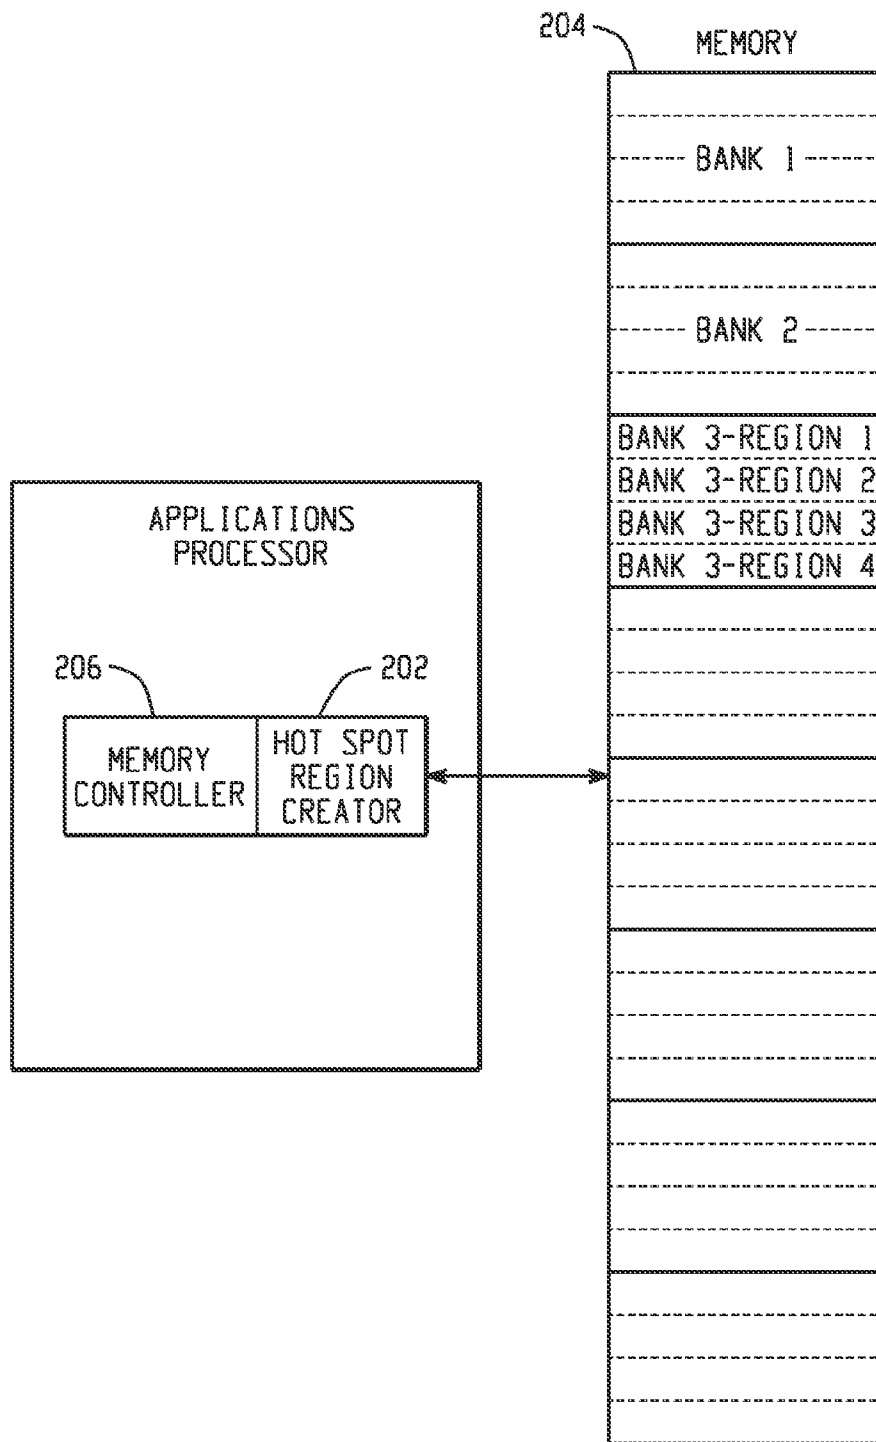 204
MEMORY
BANK 1
BANK 2
BANK 3-REGION 1
BANK 3-REGION 2
BANK 3-REGION 3
BANK 3-REGION 4
APPLICATIONS
PROCESSOR
206
202
MEMORY
CONTROLLER
HOT SPOT
REGION
CREATOR